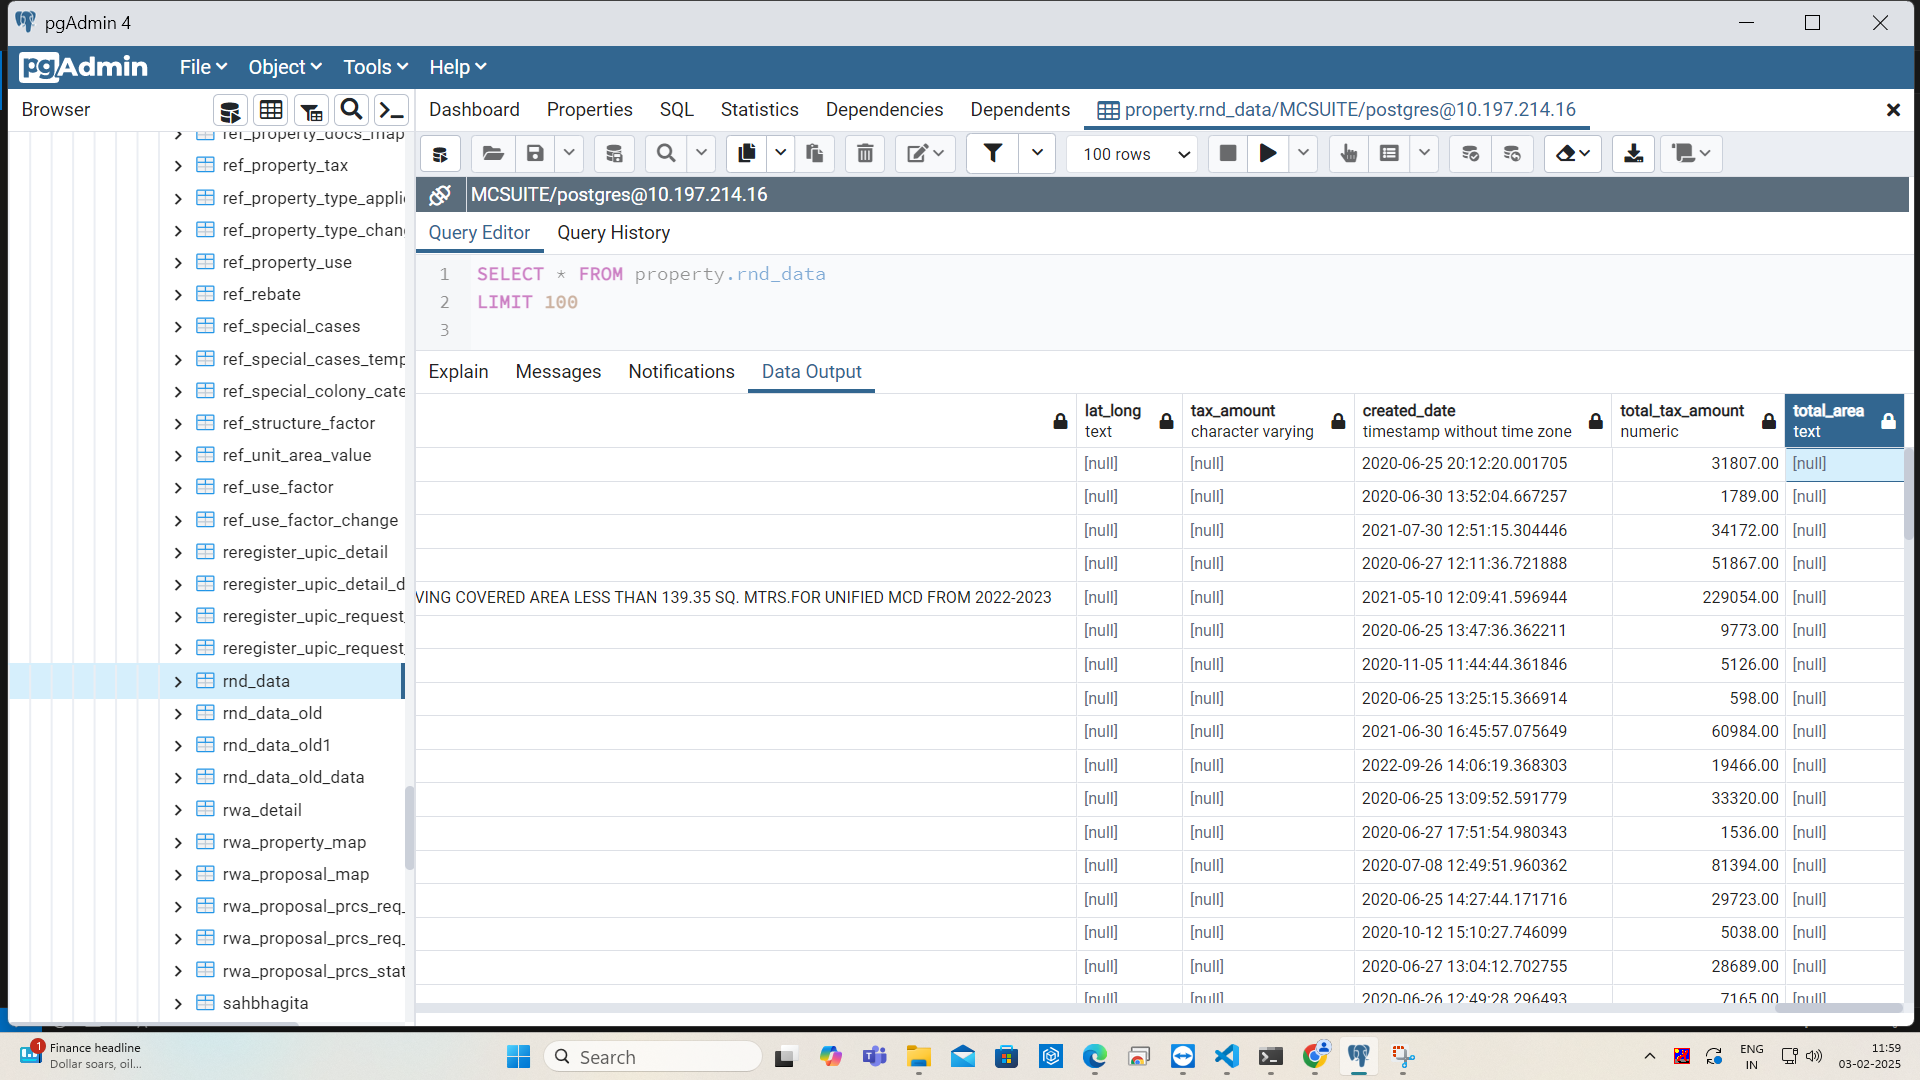 pgAdmin 4
pgAdmin File Object Tools Help
Browser
Dashboard Properties SQL Statistics Dependencies Dependents property.rnd_data/MCSUITE/postgres@10.197.214.16
100 rows
MCSUITE/postgres@10.197.214.16
Query Editor Query History
1 SELECT * FROM property.rnd_data
2 LIMIT 100
3
Explain Messages Notifications Data Output
ref_property_docs_map
ref_property_tax
ref_property_type_appli
ref_property_type_chan
ref_property_use
ref_rebate
ref_special_cases
ref_special_cases_temp
ref_special_colony_cate
ref_structure_factor
ref_unit_area_value
ref_use_factor
ref_use_factor_change
reregister_upic_detail
reregister_upic_detail_d
reregister_upic_request_
reregister_upic_request_
rnd_data
rnd_data_old
rnd_data_old1
rnd_data_old_data
rwa_detail
rwa_property_map
rwa_proposal_map
rwa_proposal_prcs_req_
rwa_proposal_prcs_req_
rwa_proposal_prcs_stat
sahbhagita
lat_long tax_amount created_date total_tax_amount total_area
text character varying timestamp without time zone numeric text
[null] [null] 2020-06-25 20:12:20.001705 31807.00 [null]
[null] [null] 2020-06-30 13:52:04.667257 1789.00 [null]
[null] [null] 2021-07-30 12:51:15.304446 34172.00 [null]
[null] [null] 2020-06-27 12:11:36.721888 51867.00 [null]
VING COVERED AREA LESS THAN 139.35 SQ. MTRS.FOR UNIFIED MCD FROM 2022-2023 [null] [null] 2021-05-10 12:09:41.596944 229054.00 [null]
[null] [null] 2020-06-25 13:47:36.362211 9773.00 [null]
[null] [null] 2020-11-05 11:44:44.361846 5126.00 [null]
[null] [null] 2020-06-25 13:25:15.366914 598.00 [null]
[null] [null] 2021-06-30 16:45:57.075649 60984.00 [null]
[null] [null] 2022-09-26 14:06:19.368303 19466.00 [null]
[null] [null] 2020-06-25 13:09:52.591779 33320.00 [null]
[null] [null] 2020-06-27 17:51:54.980343 1536.00 [null]
[null] [null] 2020-07-08 12:49:51.960362 81394.00 [null]
[null] [null] 2020-06-25 14:27:44.171716 29723.00 [null]
[null] [null] 2020-10-12 15:10:27.746099 5038.00 [null]
[null] [null] 2020-06-27 13:04:12.702755 28689.00 [null]
[null] [null] 2020-06-26 12:49:28.296493 7165.00 [null]
1 Finance headline
Dollar soars, oil...
Search
ENG
IN
11:59
03-02-2025